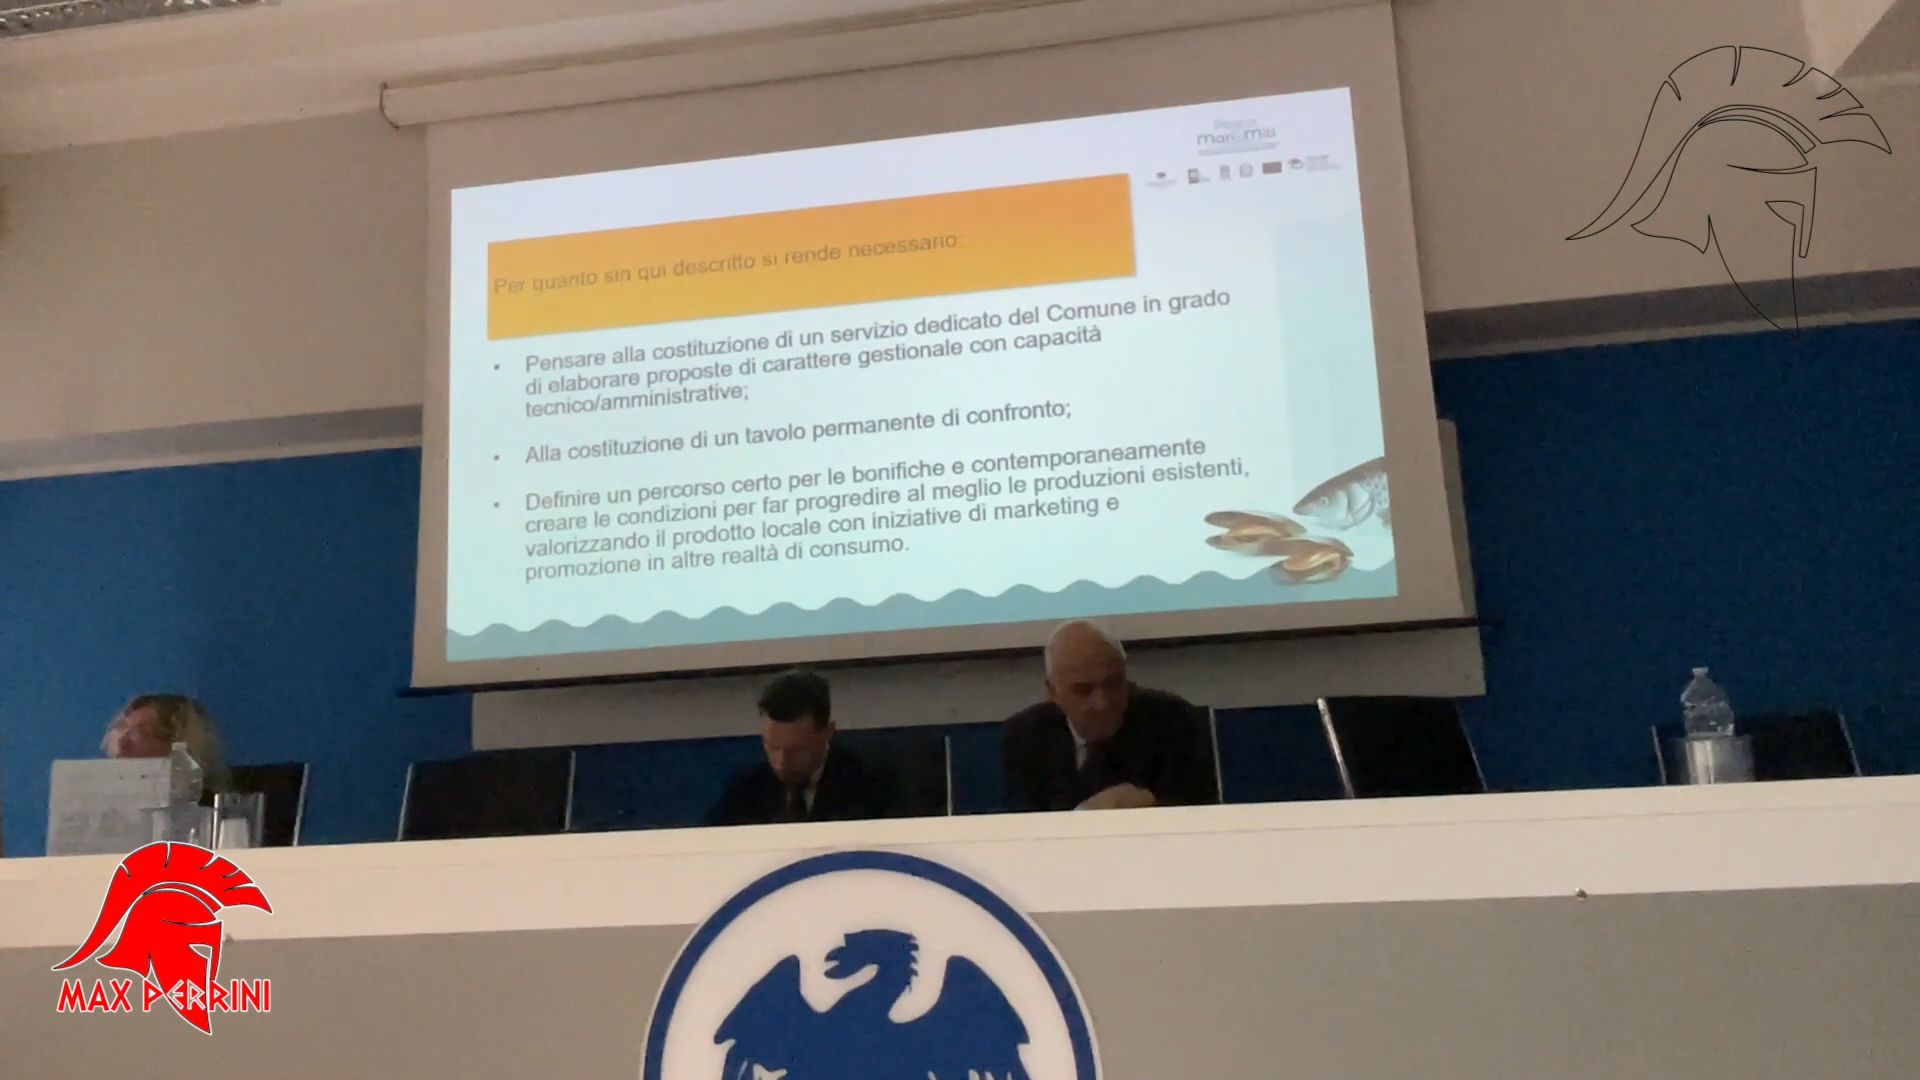 Mari Mitili
Per quanto sin qui descritto si rende necessario:
• Pensare alla costituzione di un servizio dedicato del Comune in grado
di elaborare proposte di carattere gestionale con capacità
tecnico/amministrative;
• Alla costituzione di un tavolo permanente di confronto;
• Definire un percorso certo per le bonifiche e contemporaneamente
creare le condizioni per far progredire al meglio le produzioni esistenti,
valorizzando il prodotto locale con iniziative di marketing e
promozione in altre realtà di consumo.
MAX PERRINI